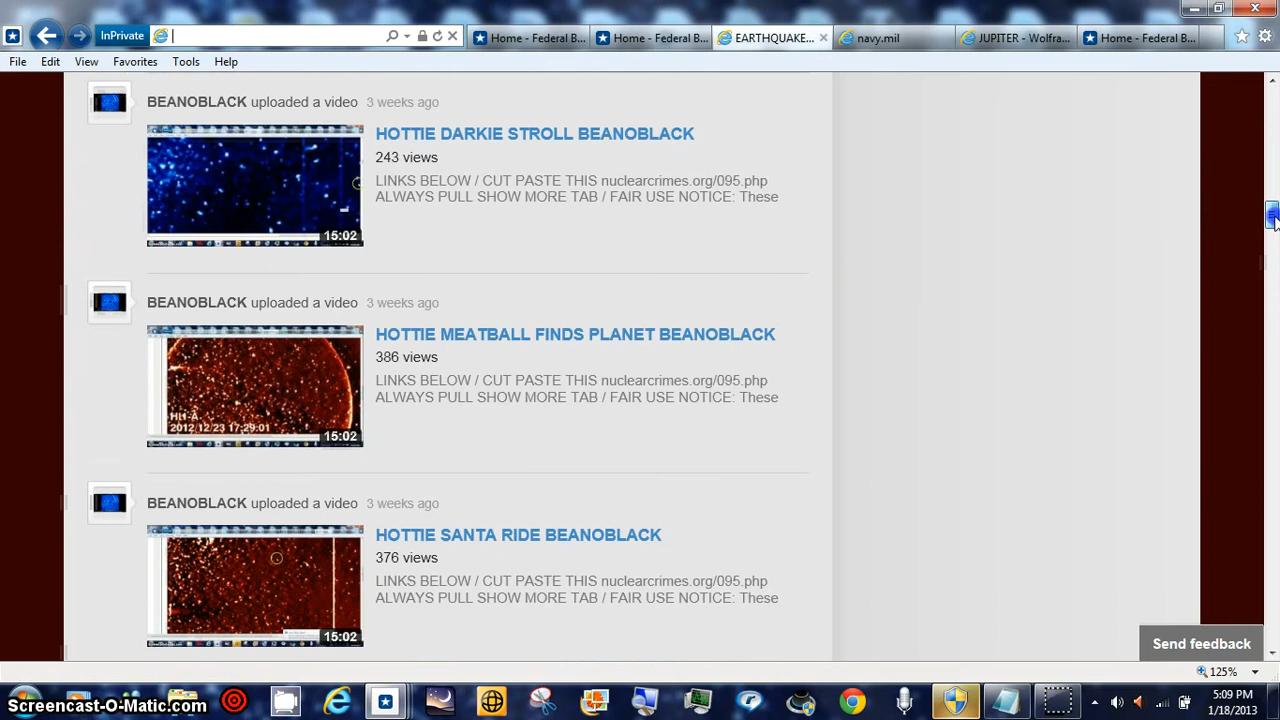 InPrivate
Home - Federal B...
Home - Federal B...
EARTHQUAKE...
navy.mil
JUPITER - Wolfra...
Home - Federal B...
File Edit View Favorites Tools Help
BEANOBLACK uploaded a video 3 weeks ago
HOTTIE DARKIE STROLL BEANOBLACK
243 views
LINKS BELOW / CUT PASTE THIS nuclearcrimes.org/095.php
ALWAYS PULL SHOW MORE TAB / FAIR USE NOTICE: These
15:02
BEANOBLACK uploaded a video 3 weeks ago
HOTTIE MEATBALL FINDS PLANET BEANOBLACK
386 views
LINKS BELOW / CUT PASTE THIS nuclearcrimes.org/095.php
ALWAYS PULL SHOW MORE TAB / FAIR USE NOTICE: These
HI1-A
2012 12 23 17:29:01
15:02
BEANOBLACK uploaded a video 3 weeks ago
HOTTIE SANTA RIDE BEANOBLACK
376 views
LINKS BELOW / CUT PASTE THIS nuclearcrimes.org/095.php
ALWAYS PULL SHOW MORE TAB / FAIR USE NOTICE: These
15:02
Send feedback
125%
Screencast-O-Matic.com
5:09 PM
1/18/2013